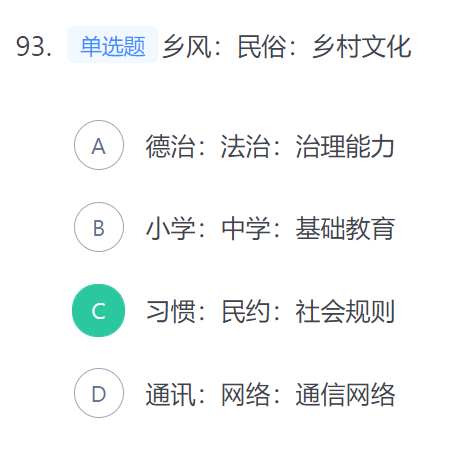 93. 单选题 乡风：民俗：乡村文化
A 德治：法治：治理能力
B 小学：中学：基础教育
C 习惯：民约：社会规则
D 通讯：网络：通信网络